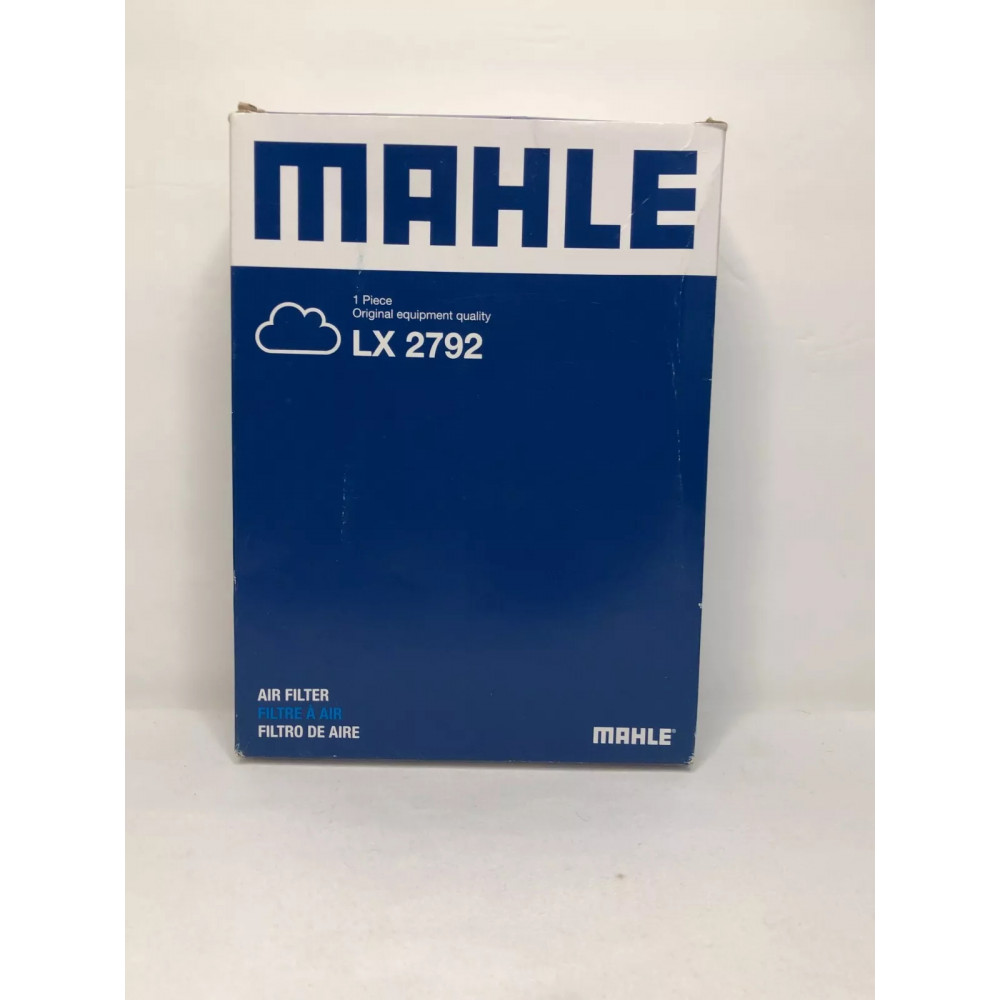 MAHLE
1 Piece
Original equipment quality
LX 2792
AIR FILTER
FILTRE À AIR
FILTRO DE AIRE
MAHLE®